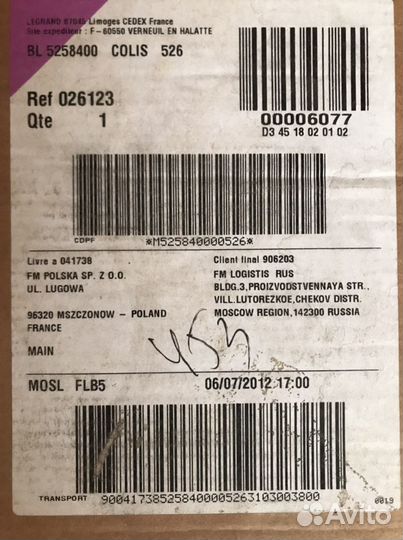 LEGRAND 87045 Limoges CEDEX France
Site expediteur : F - 60550 VERNEUIL EN HALATTE
BL 5258400 COLIS 526
Ref 026123
Qte 1
00006077
D3 45 18 02 01 02
CDPF *M525840000526*
Livre a 041738
FM POLSKA SP. Z O.O.
UL. LUGOWA
96320 MSZCZONOW - POLAND
FRANCE
MAIN
Client final 906203
FM LOGISTIS RUS
BLDG.3,PROIZVODSTVENNAYA STR.,
VILL.LUTOREZKOE,CHEKOV DISTR.
MOSCOW REGION,142300 RUSSIA
453
MOSL FLB5 06/07/2012 17:00
TRANSPORT 900417385258400005263103003800
0019
Avito